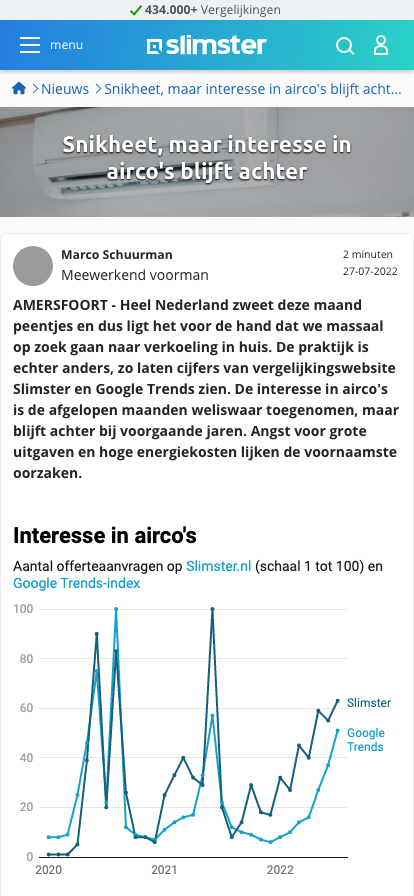 434.000+ Vergelijkingen
menu
slimster
Nieuws
Snikheet, maar interesse in airco's blijft acht...
Snikheet, maar interesse in
airco's blijft achter
Marco Schuurman
2 minuten
Meewerkend voorman
27-07-2022
AMERSFOORT - Heel Nederland zweet deze maand
peentjes en dus ligt het voor de hand dat we massaal
op zoek gaan naar verkoeling in huis. De praktijk is
echter anders, zo laten cijfers van vergelijkingswebsite
Slimster en Google Trends zien. De interesse in airco's
is de afgelopen maanden weliswaar toegenomen, maar
blijft achter bij voorgaande jaren. Angst voor grote
uitgaven en hoge energiekosten lijken de voornaamste
oorzaken.
Interesse in airco's
Aantal offerteaanvragen op Slimster.nl (schaal 1 tot 100) en
Google Trends-index
100
80
60
40
20
0
Slimster
Google
Trends
2020
2021
2022